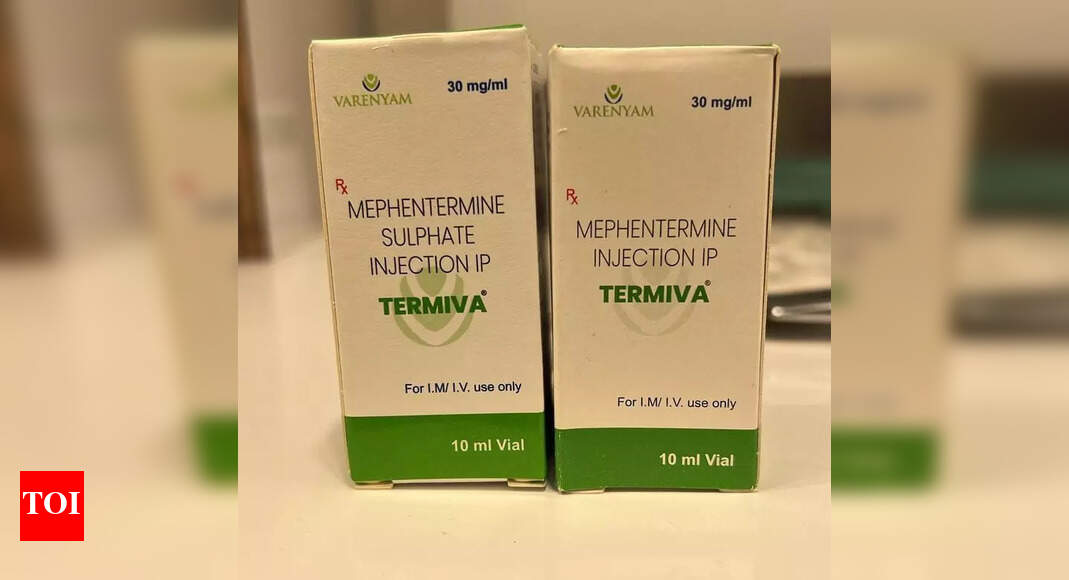 VARENYAM
30 mg/ml
Rx
MEPHENTERMINE
SULPHATE
INJECTION IP
TERMIVA®
For I.M/ I.V. use only
10 ml Vial
VARENYAM
30 mg/ml
Rx
MEPHENTERMINE
INJECTION IP
TERMIVA®
For I.M/ I.V. use only
10 ml Vial
TOI